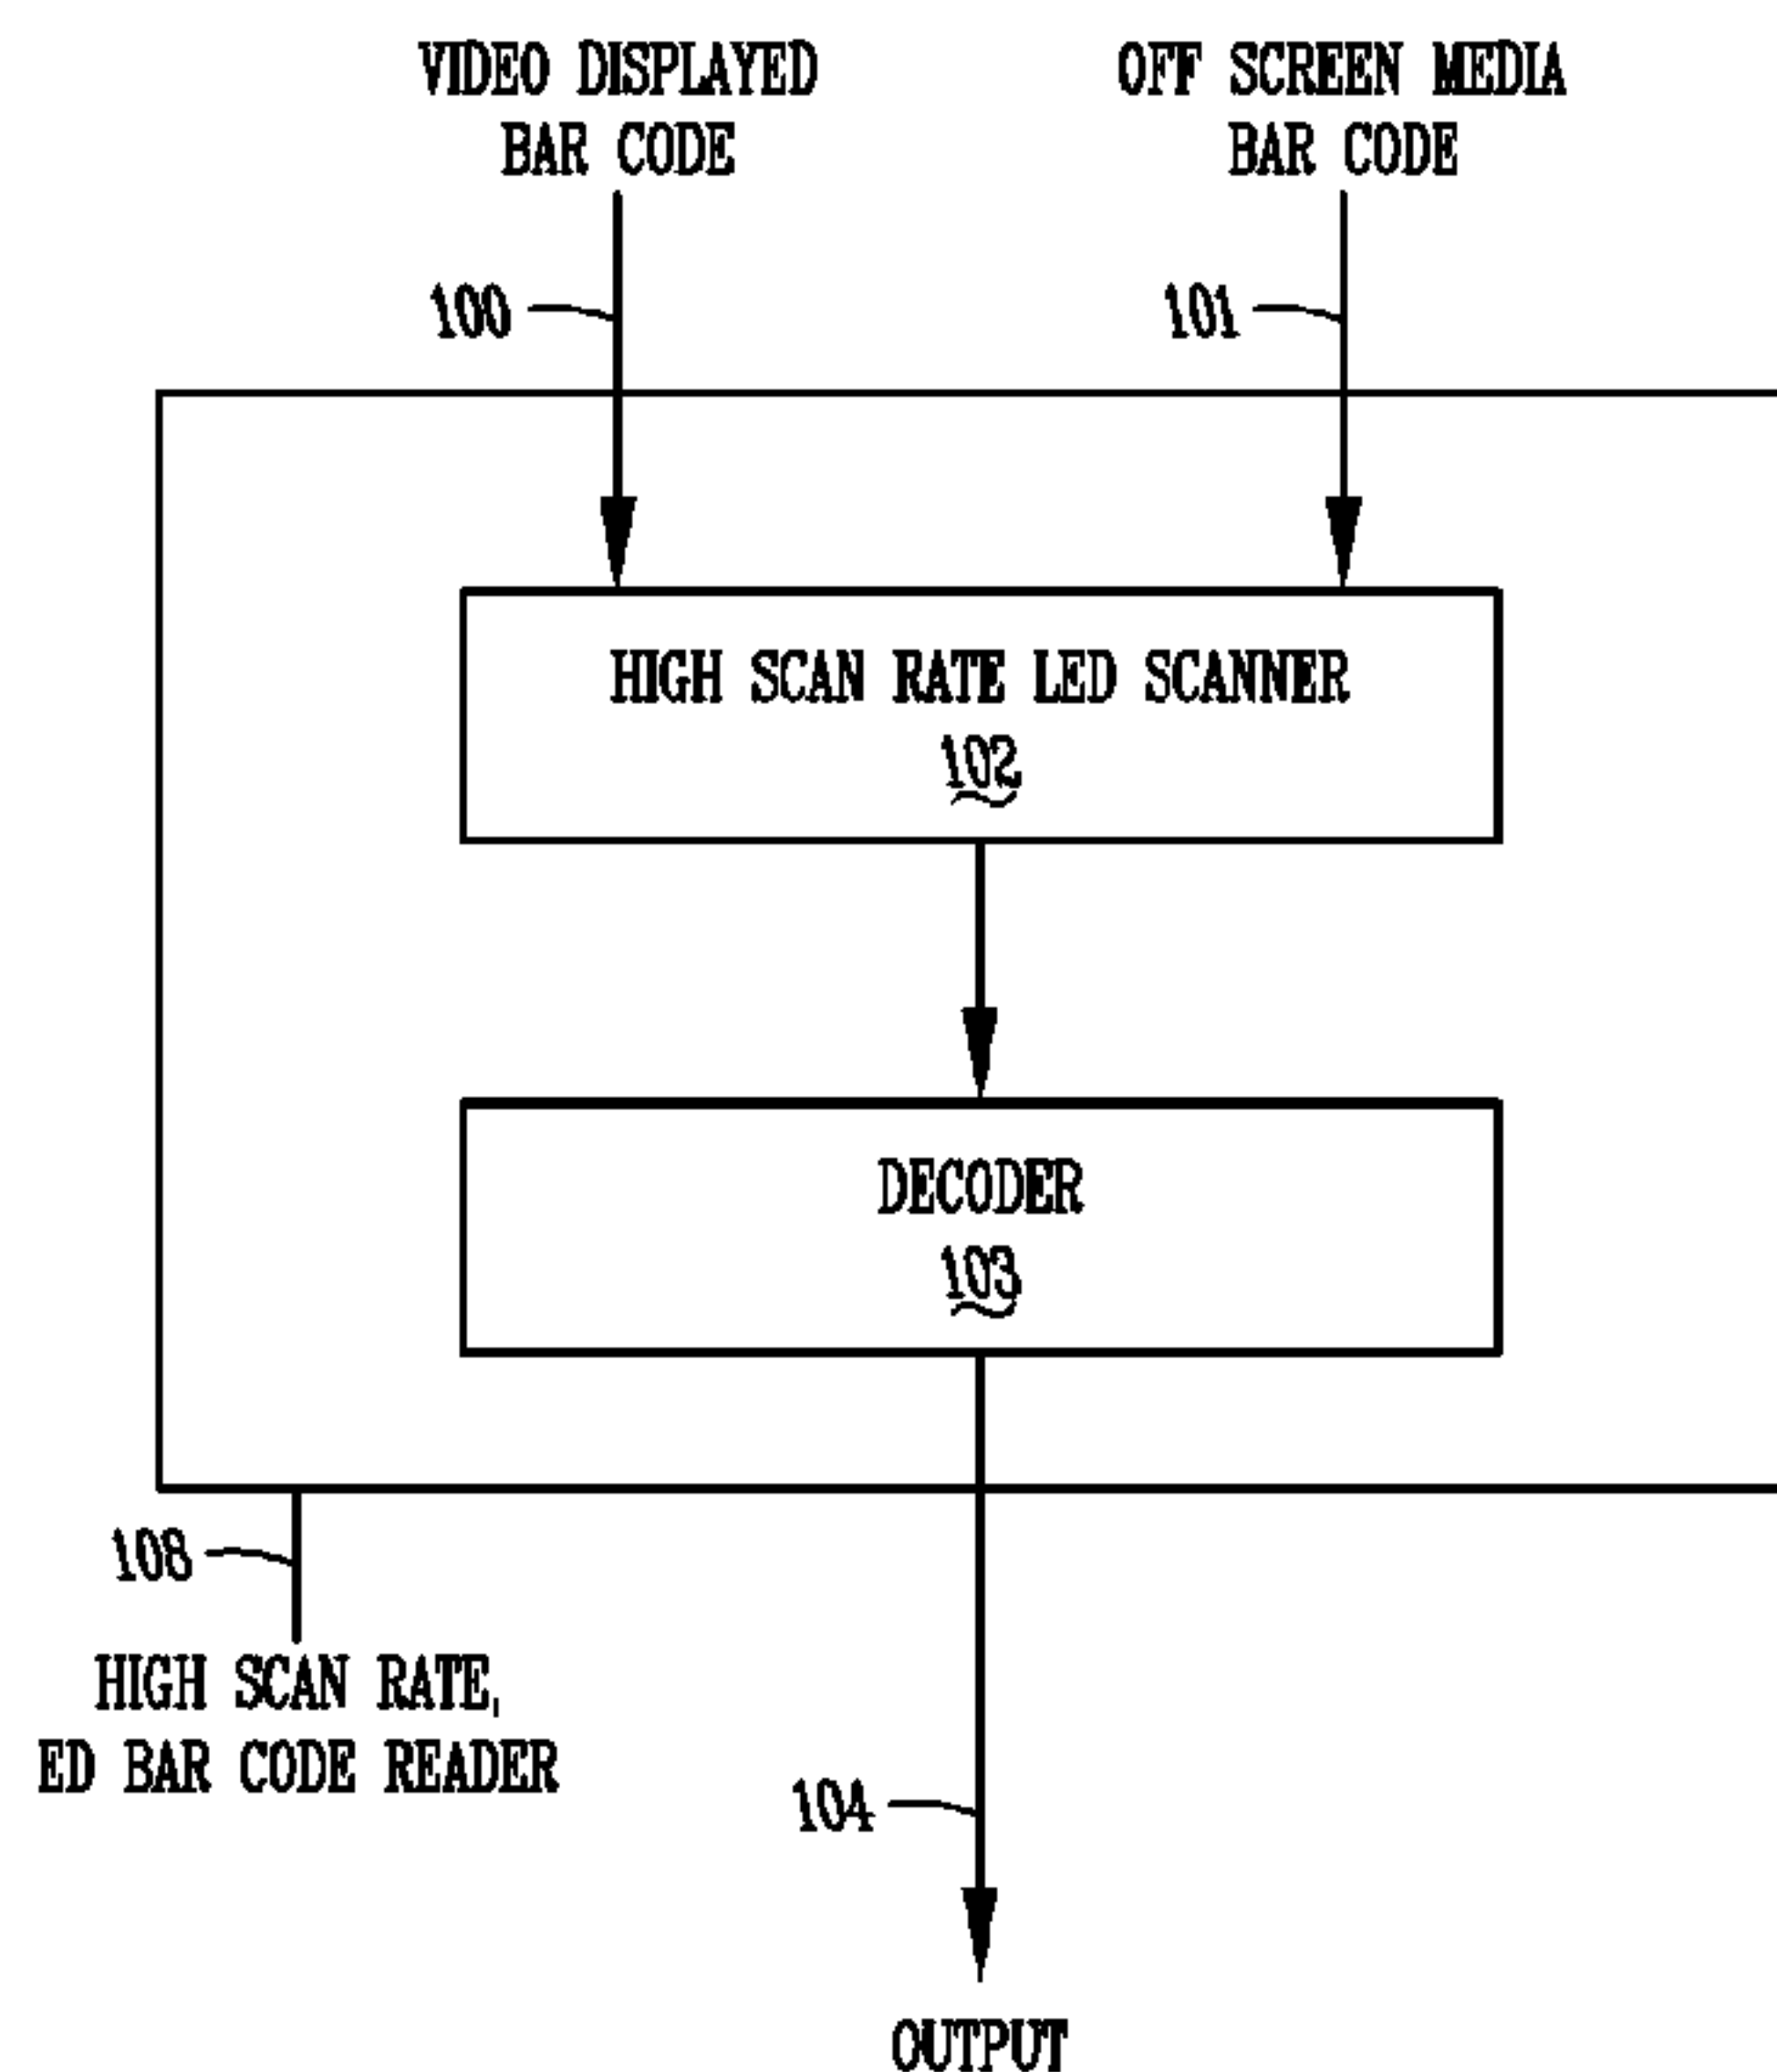 VIDEO DISPLAYED
BAR CODE
OFF SCREEN MEDIA
BAR CODE
100
101
HIGH SCAN RATE LED SCANNER
102
DECODER
103
108
HIGH SCAN RATE,
ED BAR CODE READER
104
OUTPUT